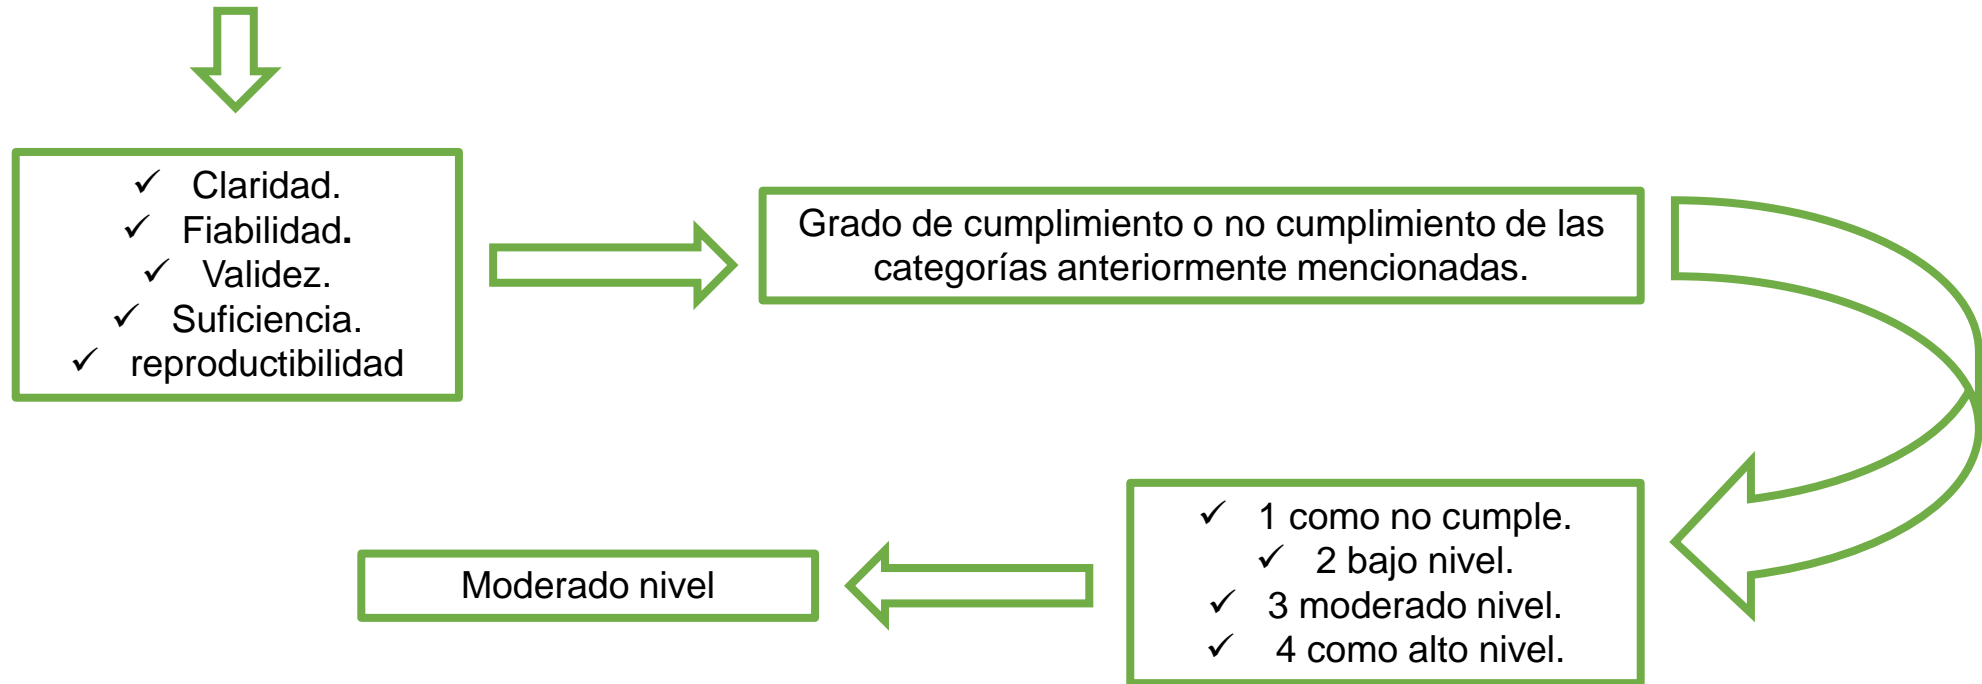 ✓ Claridad.
✓ Fiabilidad.
✓ Validez.
✓ Suficiencia.
✓ reproductibilidad
Grado de cumplimiento o no cumplimiento de las
categorías anteriormente mencionadas.
✓ 1 como no cumple.
✓ 2 bajo nivel.
✓ 3 moderado nivel.
✓ 4 como alto nivel.
Moderado nivel